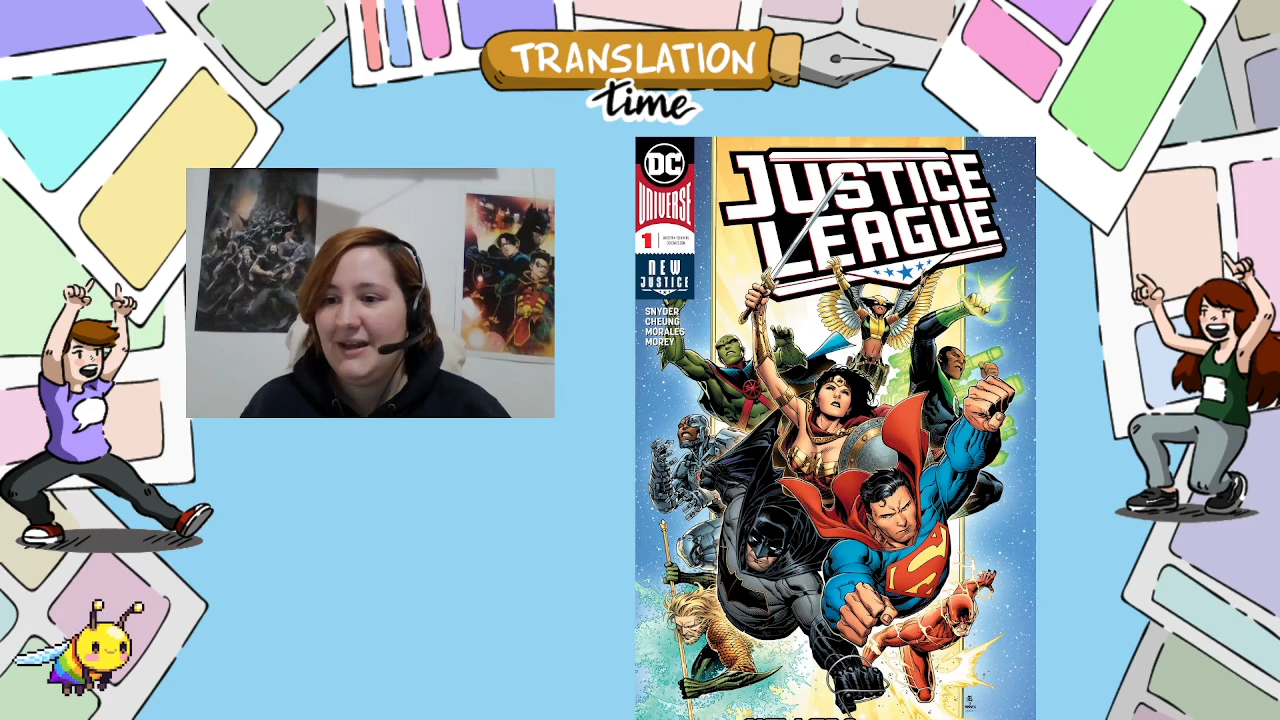 TRANSLATION
time
DC
UNIVERSE
1
NEW
JUSTICE
JUSTICE
LEAGUE
SNYDER
CHEUNG
MORALES
MOREY